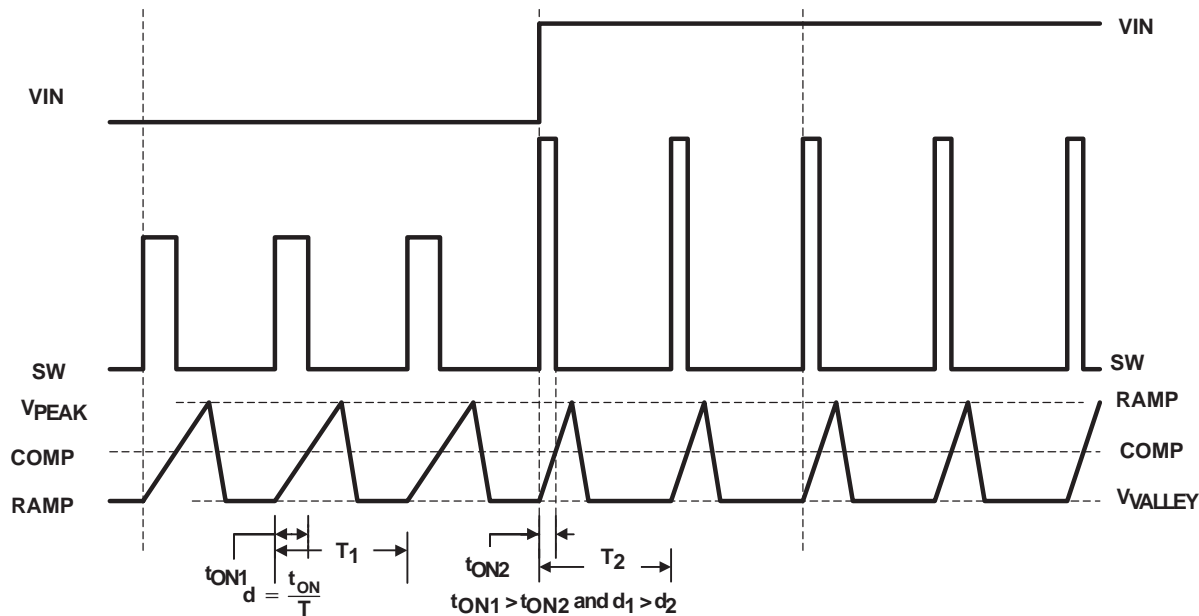 VIN
VIN
SW
SW
VPEAK
RAMP
COMP
COMP
RAMP
VVALLEY
tON1
T1
tON2
T2
d = tON / T
tON1 > tON2 and d1 > d2